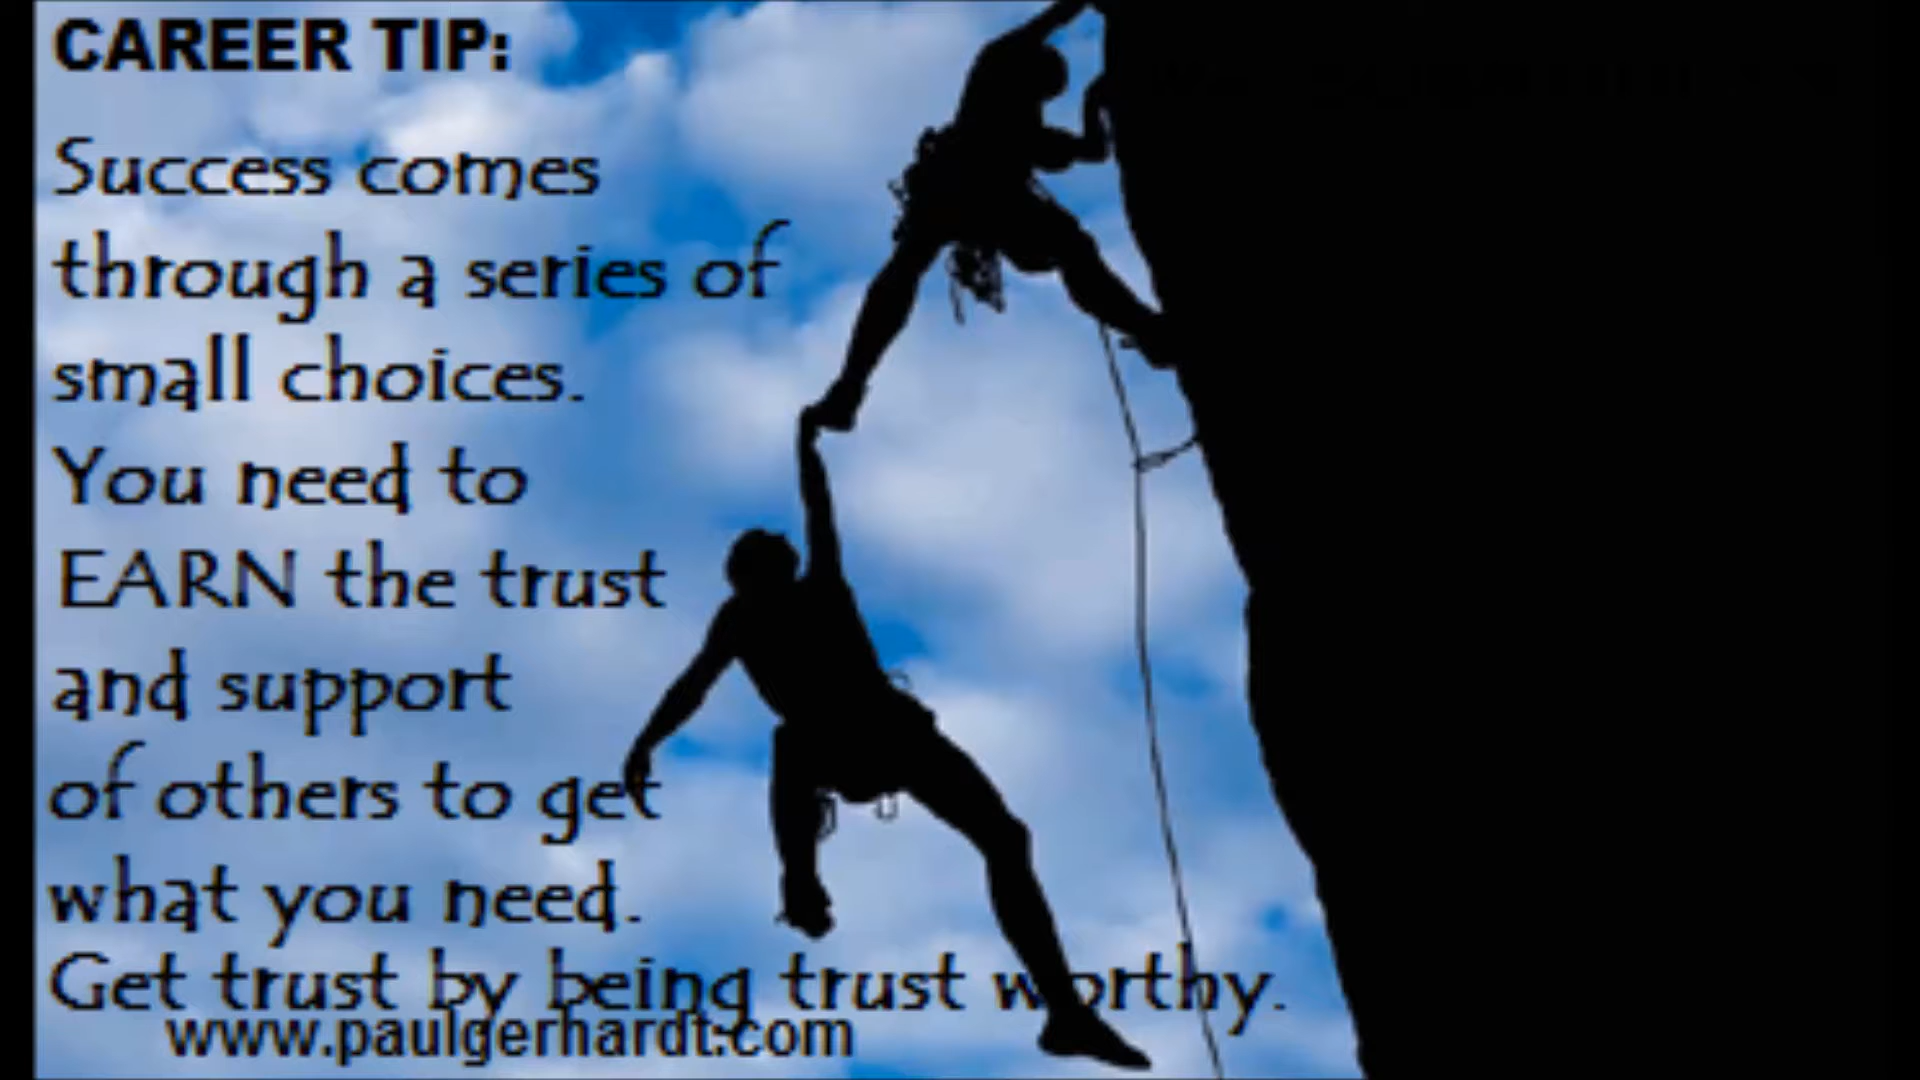 CAREER TIP:
Success comes
through a series of
small choices.
You need to
EARN the trust
and support
of others to get
what you need.
Get trust by being trust worthy.
www.paulgerhardt.com